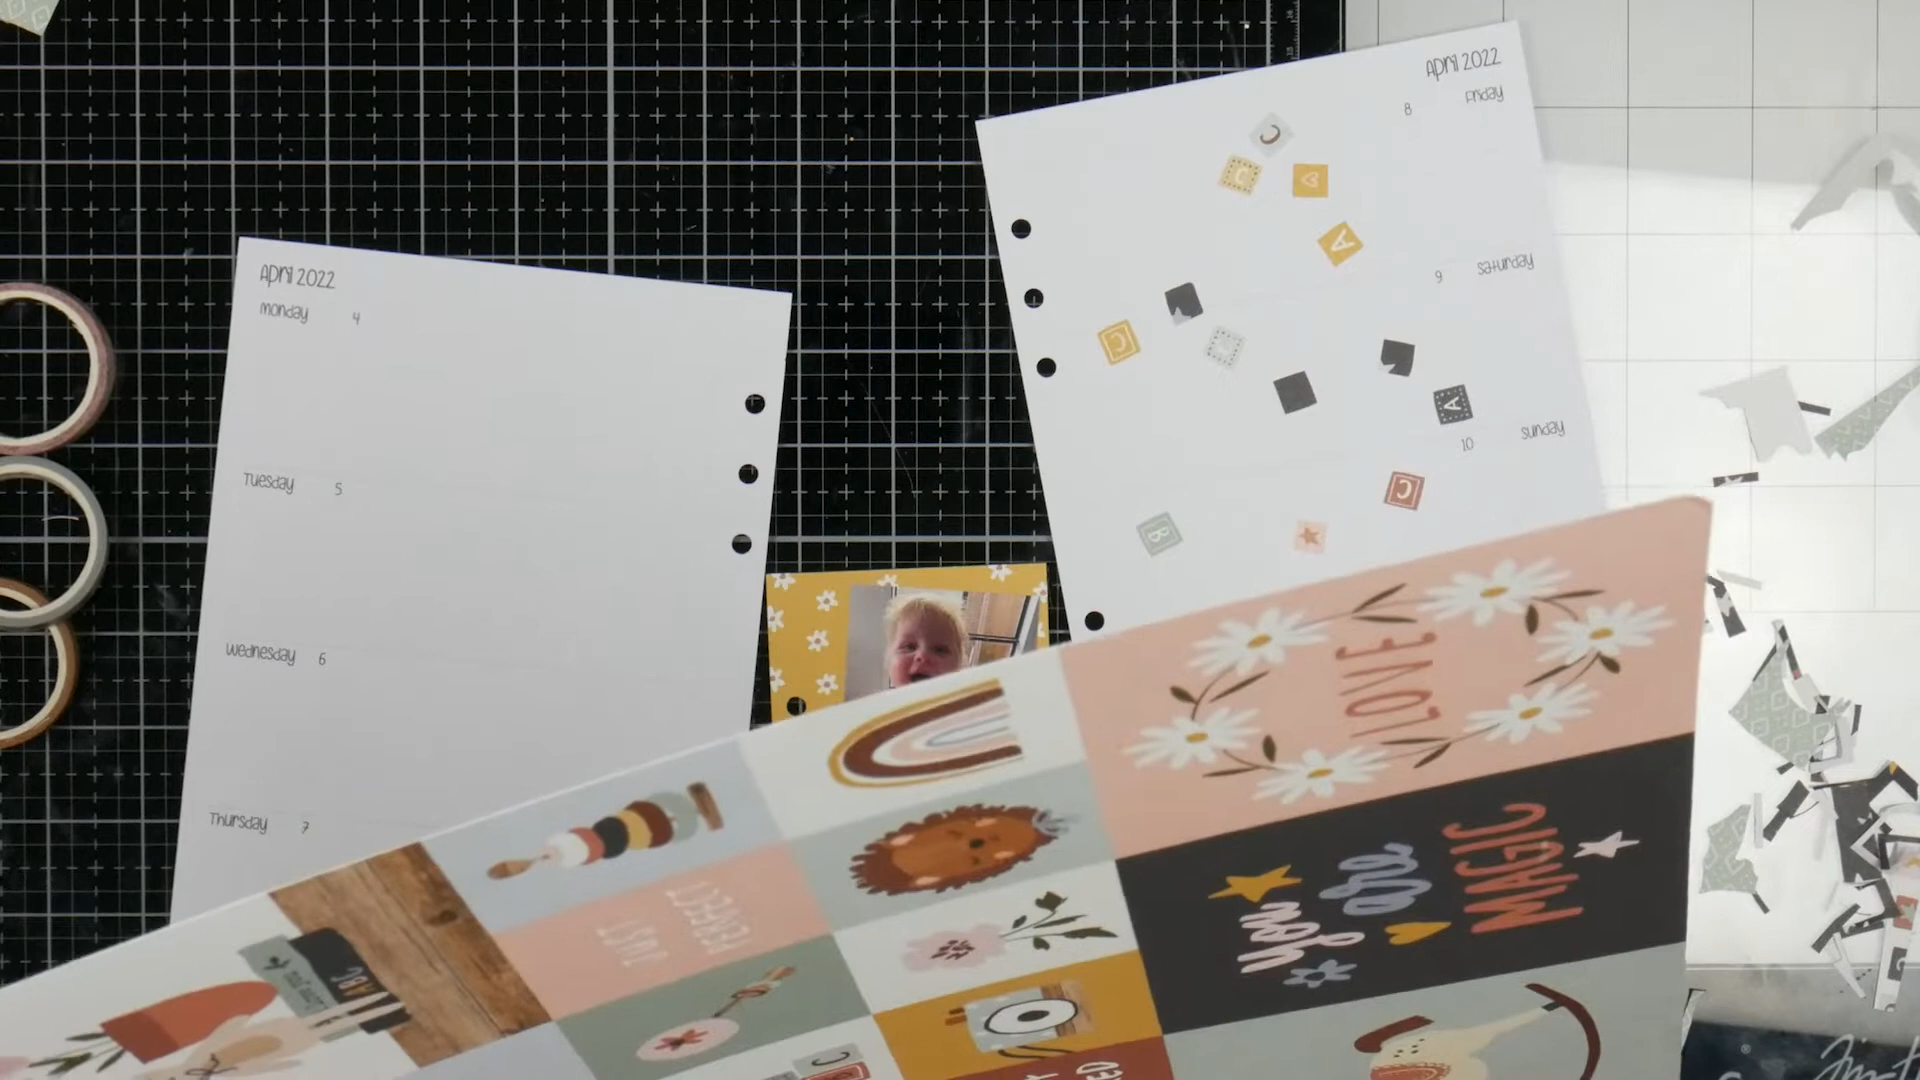 April 2022
monday 4
Tuesday 5
Wednesday 6
Thursday 7
April 2022
8 Friday
9 Saturday
10 Sunday
C
C
A
C
A
C
B
LOVE
you are MAGIC
JUST PERFECT
ABC
C
B